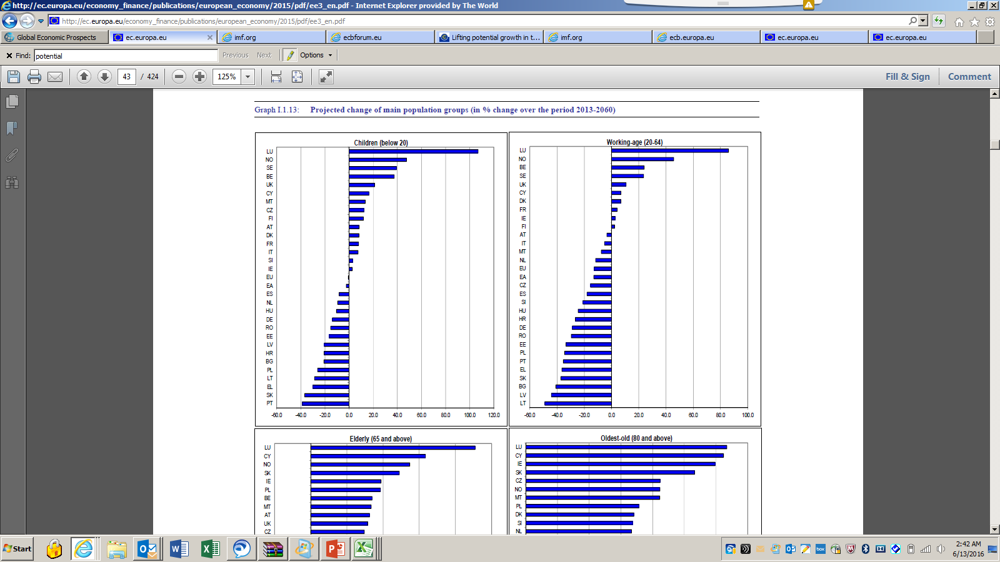 http://ec.europa.eu/economy_finance/publications/european_economy/2015/pdf/ee3_en.pdf - Internet Explorer provided by The World
http://ec.europa.eu/economy_finance/publications/european_economy/2015/pdf/ee3_en.pdf
Global Economic Prospects ec.europa.eu imf.org ecbforum.eu Lifting potential growth in t... imf.org ecb.europa.eu ec.europa.eu ec.europa.eu
Find: potential Previous Next Options
43 / 424 125% Fill & Sign Comment
Graph I.1.13: Projected change of main population groups (in % change over the period 2013-2060)
Children (below 20)
LU
NO
SE
BE
UK
CY
MT
CZ
FI
AT
DK
FR
IT
SI
IE
EU
EA
ES
NL
HU
DE
RO
EE
LV
HR
BG
PL
LT
EL
SK
PT
-60.0 -40.0 -20.0 0.0 20.0 40.0 60.0 80.0 100.0 120.0
Working-age (20-64)
LU
NO
BE
SE
UK
CY
DK
FR
IE
FI
AT
IT
MT
NL
EU
EA
CZ
ES
SI
HU
HR
DE
RO
EE
PL
PT
EL
SK
BG
LV
LT
-60.0 -40.0 -20.0 0.0 20.0 40.0 60.0 80.0 100.0
Elderly (65 and above)
LU
CY
NO
SK
IE
PL
BE
MT
AT
UK
CZ
Oldest-old (80 and above)
LU
CY
IE
SK
CZ
NO
MT
PL
DK
SI
NL
Start
2:42 AM
6/13/2016